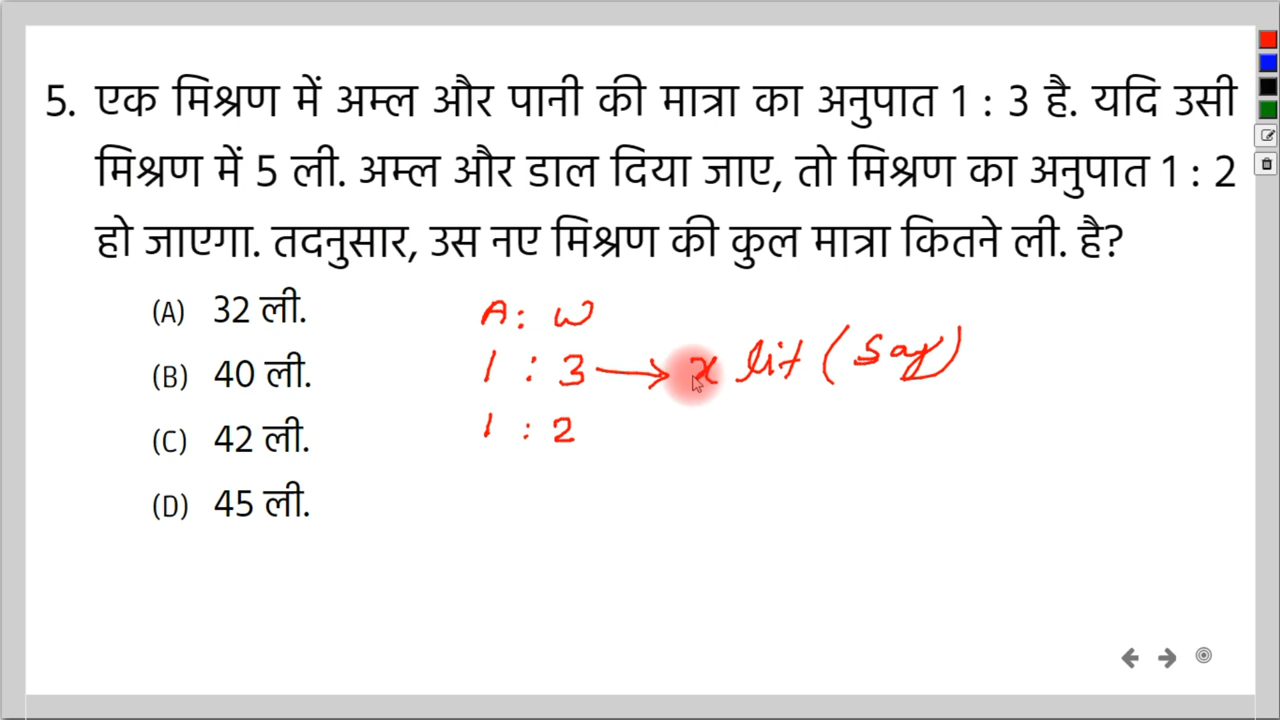 5. एक मिश्रण में अम्ल और पानी की मात्रा का अनुपात 1 : 3 है. यदि उसी
मिश्रण में 5 ली. अम्ल और डाल दिया जाए, तो मिश्रण का अनुपात 1 : 2
हो जाएगा. तदनुसार, उस नए मिश्रण की कुल मात्रा कितने ली. है?
(A) 32 ली.
(B) 40 ली.
(C) 42 ली.
(D) 45 ली.
A : W
1 : 3 → x lit (say)
1 : 2